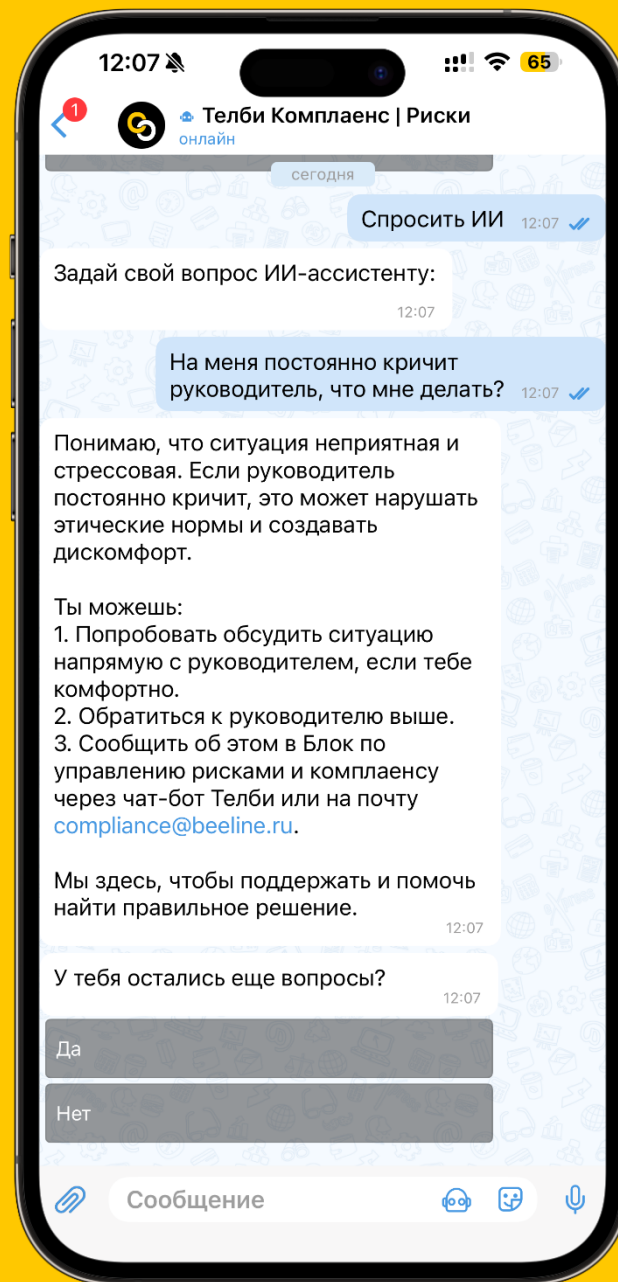 12:07
65
1
Телби Комплаенс | Риски
онлайн
сегодня
Спросить ИИ 12:07
Задай свой вопрос ИИ-ассистенту:
12:07
На меня постоянно кричит
руководитель, что мне делать? 12:07
Понимаю, что ситуация неприятная и
стрессовая. Если руководитель
постоянно кричит, это может нарушать
этические нормы и создавать
дискомфорт.
Ты можешь:
1. Попробовать обсудить ситуацию
напрямую с руководителем, если тебе
комфортно.
2. Обратиться к руководителю выше.
3. Сообщить об этом в Блок по
управлению рисками и комплаенсу
через чат-бот Телби или на почту
compliance@beeline.ru.
Мы здесь, чтобы поддержать и помочь
найти правильное решение.
12:07
У тебя остались еще вопросы?
12:07
Да
Нет
Сообщение